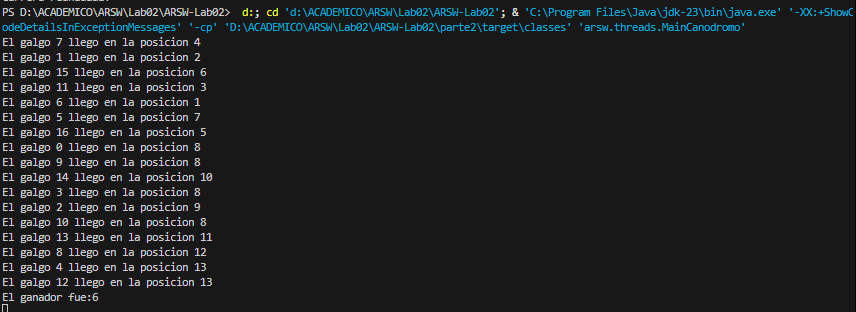 PS D:\ACADEMICO\ARSW\Lab02\ARSW-Lab02>  d:; cd 'd:\ACADEMICO\ARSW\Lab02\ARSW-Lab02'; & 'C:\Program Files\Java\jdk-23\bin\java.exe' '-XX:+ShowC
odeDetailsInExceptionMessages' '-cp' 'D:\ACADEMICO\ARSW\Lab02\ARSW-Lab02\parte2\target\classes' 'arsw.threads.MainCanodromo'
El galgo 7 llego en la posicion 4
El galgo 1 llego en la posicion 2
El galgo 15 llego en la posicion 6
El galgo 11 llego en la posicion 3
El galgo 6 llego en la posicion 1
El galgo 5 llego en la posicion 7
El galgo 16 llego en la posicion 5
El galgo 0 llego en la posicion 8
El galgo 9 llego en la posicion 8
El galgo 14 llego en la posicion 10
El galgo 3 llego en la posicion 8
El galgo 2 llego en la posicion 9
El galgo 10 llego en la posicion 8
El galgo 13 llego en la posicion 11
El galgo 8 llego en la posicion 12
El galgo 4 llego en la posicion 13
El galgo 12 llego en la posicion 13
El ganador fue:6